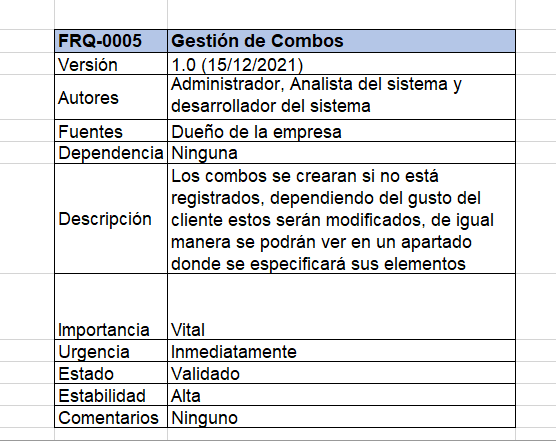 FRQ-0005 Gestión de Combos
Versión 1.0 (15/12/2021)
Autores Administrador, Analista del sistema y
desarrollador del sistema
Fuentes Dueño de la empresa
Dependencia Ninguna
Descripción Los combos se crearan si no está
registrados, dependiendo del gusto del
cliente estos serán modificados, de igual
manera se podrán ver en un apartado
donde se especificará sus elementos
Importancia Vital
Urgencia Inmediatamente
Estado Validado
Estabilidad Alta
Comentarios Ninguno